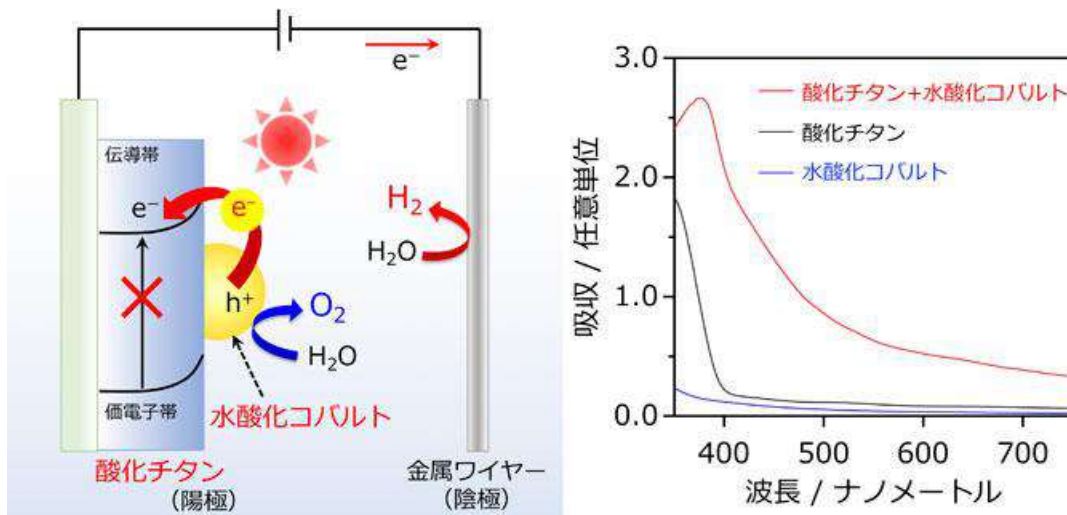 e⁻
伝導帯
e⁻
e⁻
h⁺
O₂
H₂O
H₂
H₂O
価電子帯
水酸化コバルト
酸化チタン
(陽極)
金属ワイヤー
(陰極)
3.0
2.0
1.0
0.0
吸収 / 任意単位
酸化チタン+水酸化コバルト
酸化チタン
水酸化コバルト
400
500
600
700
波長 / ナノメートル